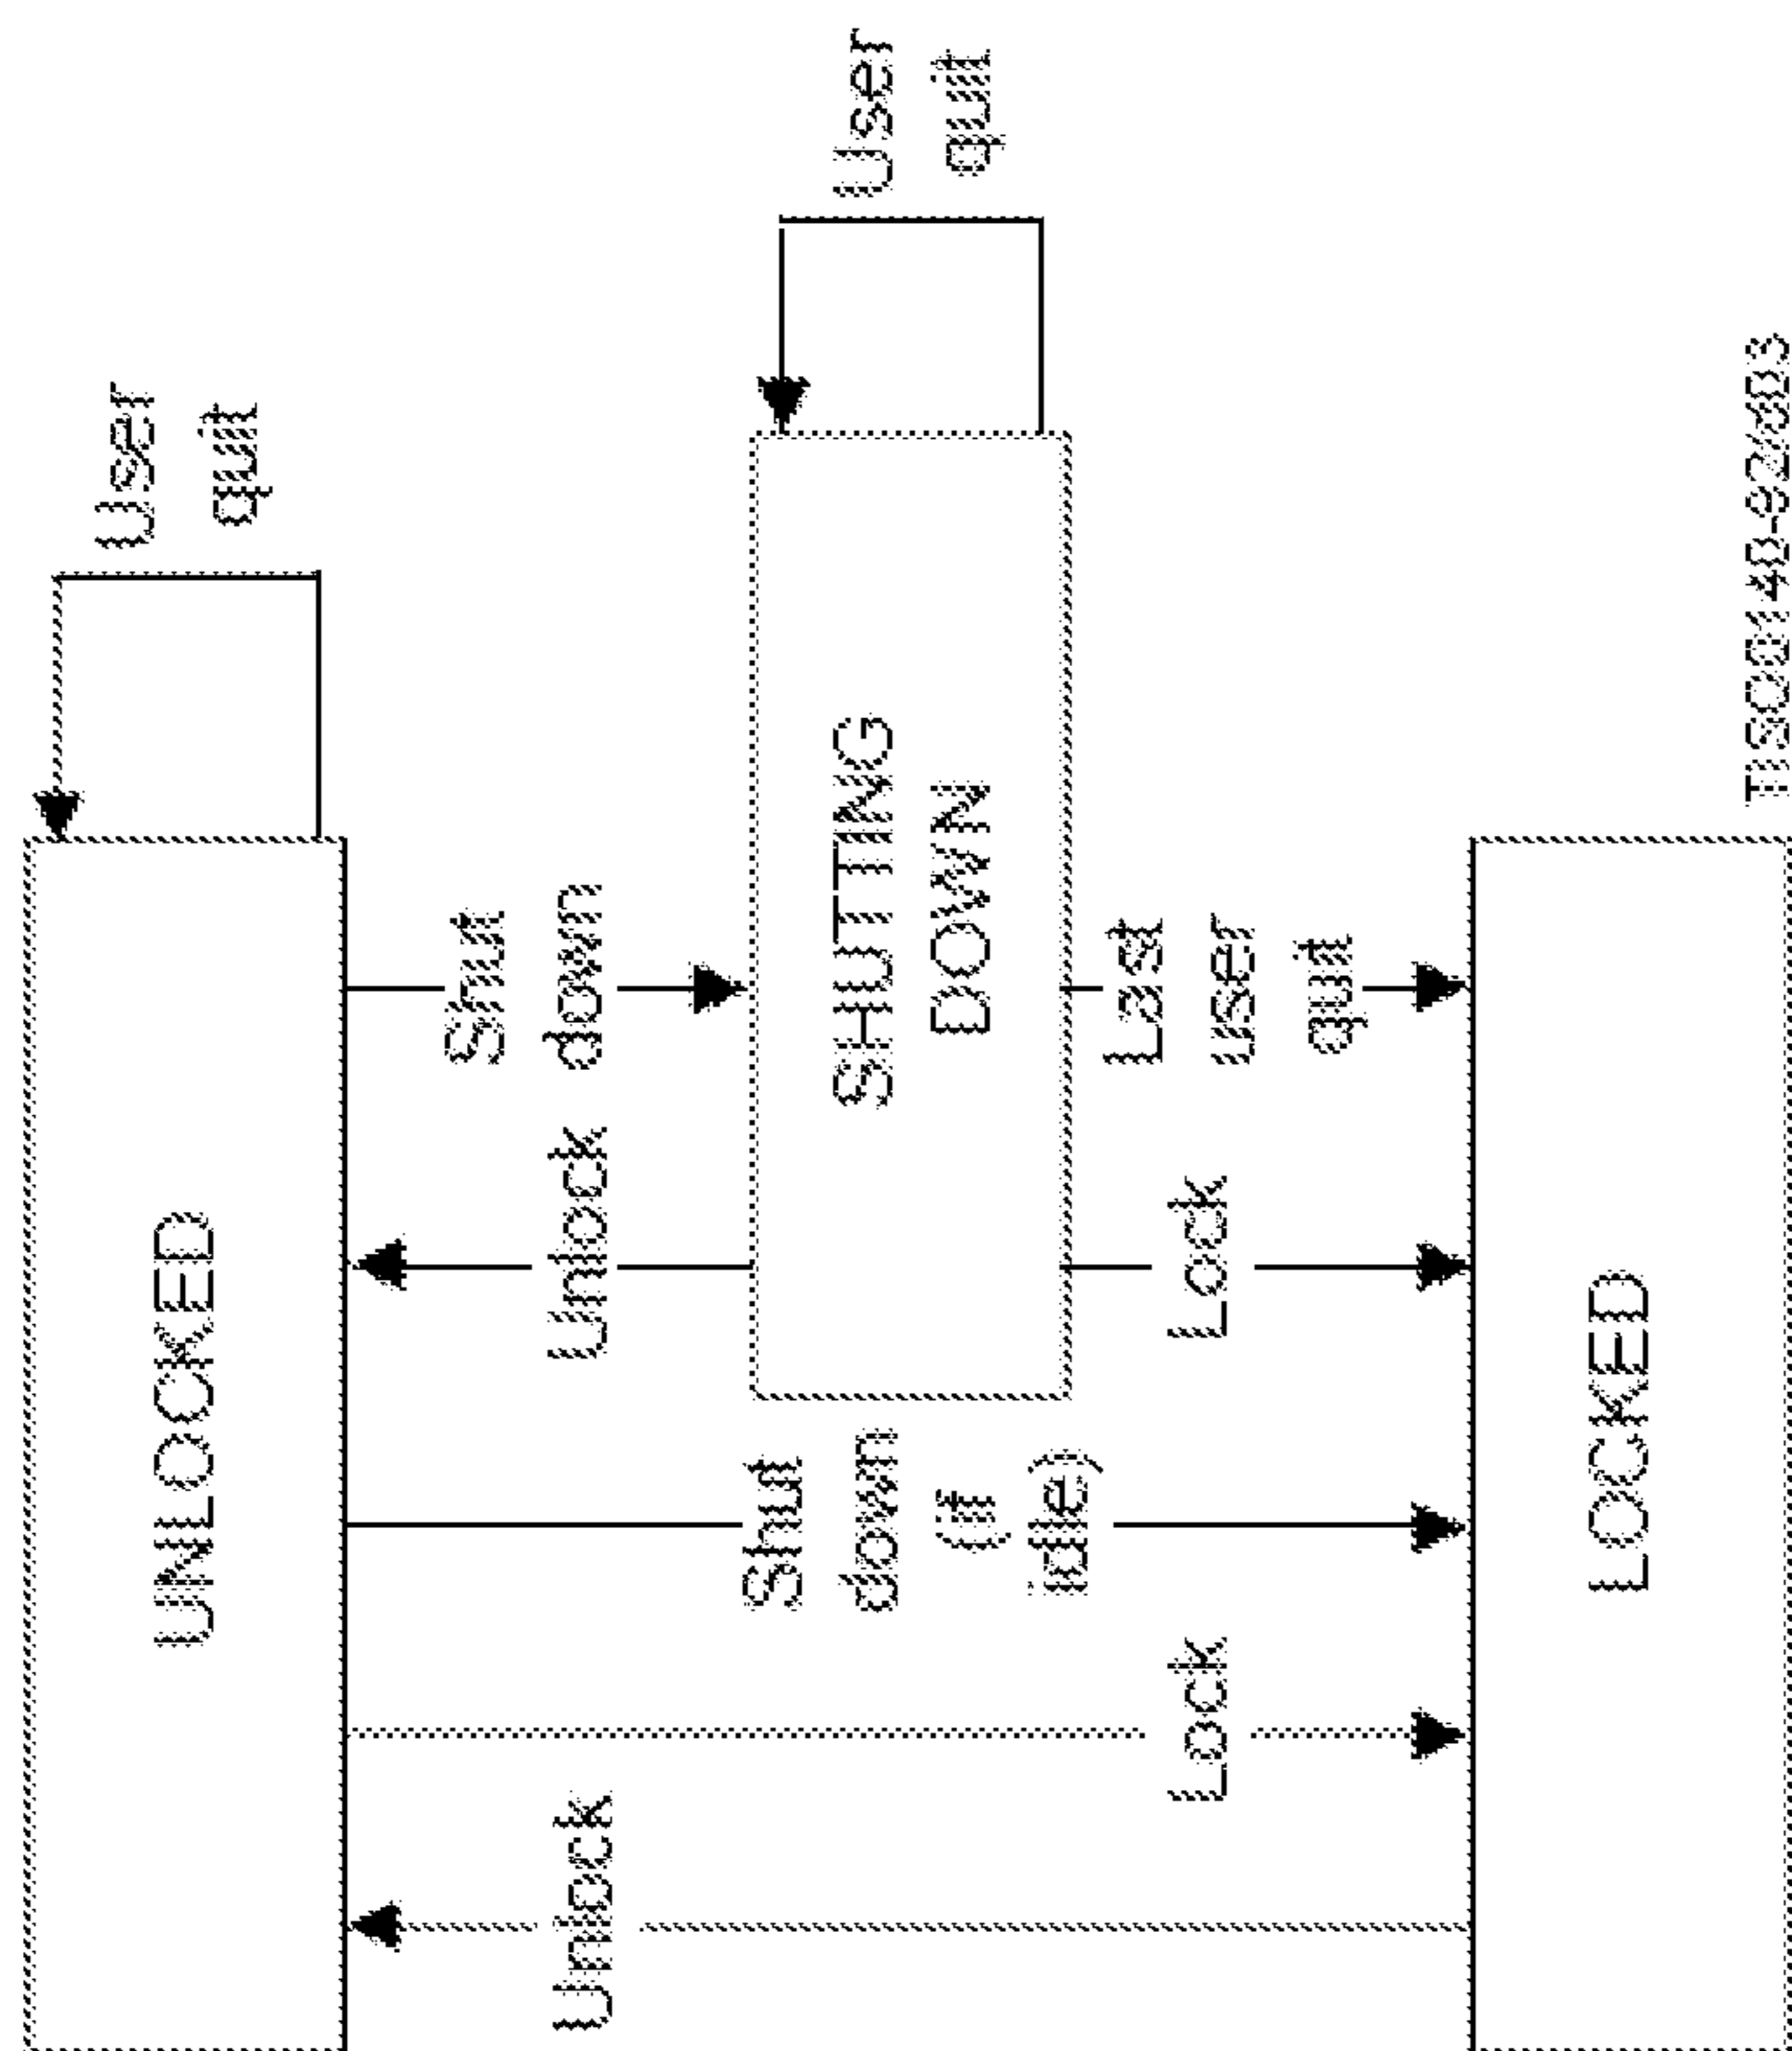 UNLOCKED
User
quit
Unlock
Unlock
Shut
down
Shut
down
(if
idle)
SHUTTING
DOWN
User
quit
Lock
Lock
Last
user
quit
LOCKED
TISO0140-92/d03